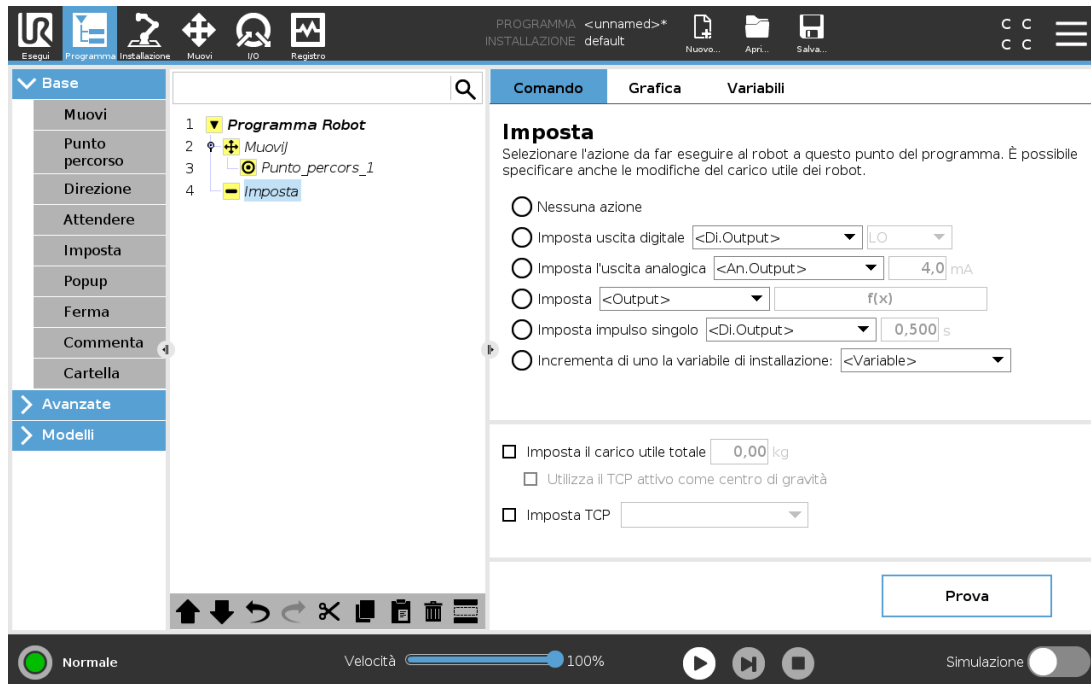 UR
PROGRAMMA <unnamed>*
INSTALLAZIONE default
Esegui Programma Installazione Muovi I/O Registro
Nuovo... Apri... Salva...
C C
C C
Base
Muovi
Punto
percorso
Direzione
Attendere
Imposta
Popup
Ferma
Commenta
Cartella
Avanzate
Modelli
1 Programma Robot
2 MuoviJ
3 Punto_percors_1
4 Imposta
Comando Grafica Variabili
Imposta
Selezionare l'azione da far eseguire al robot a questo punto del programma. È possibile
specificare anche le modifiche del carico utile dei robot.
Nessuna azione
Imposta uscita digitale <Di.Output> LO
Imposta l'uscita analogica <An.Output> 4,0 mA
Imposta <Output> f(x)
Imposta impulso singolo <Di.Output> 0,500 s
Incrementa di uno la variabile di installazione: <Variable>
Imposta il carico utile totale 0,00 kg
Utilizza il TCP attivo come centro di gravità
Imposta TCP
Prova
Normale
Velocità 100%
Simulazione